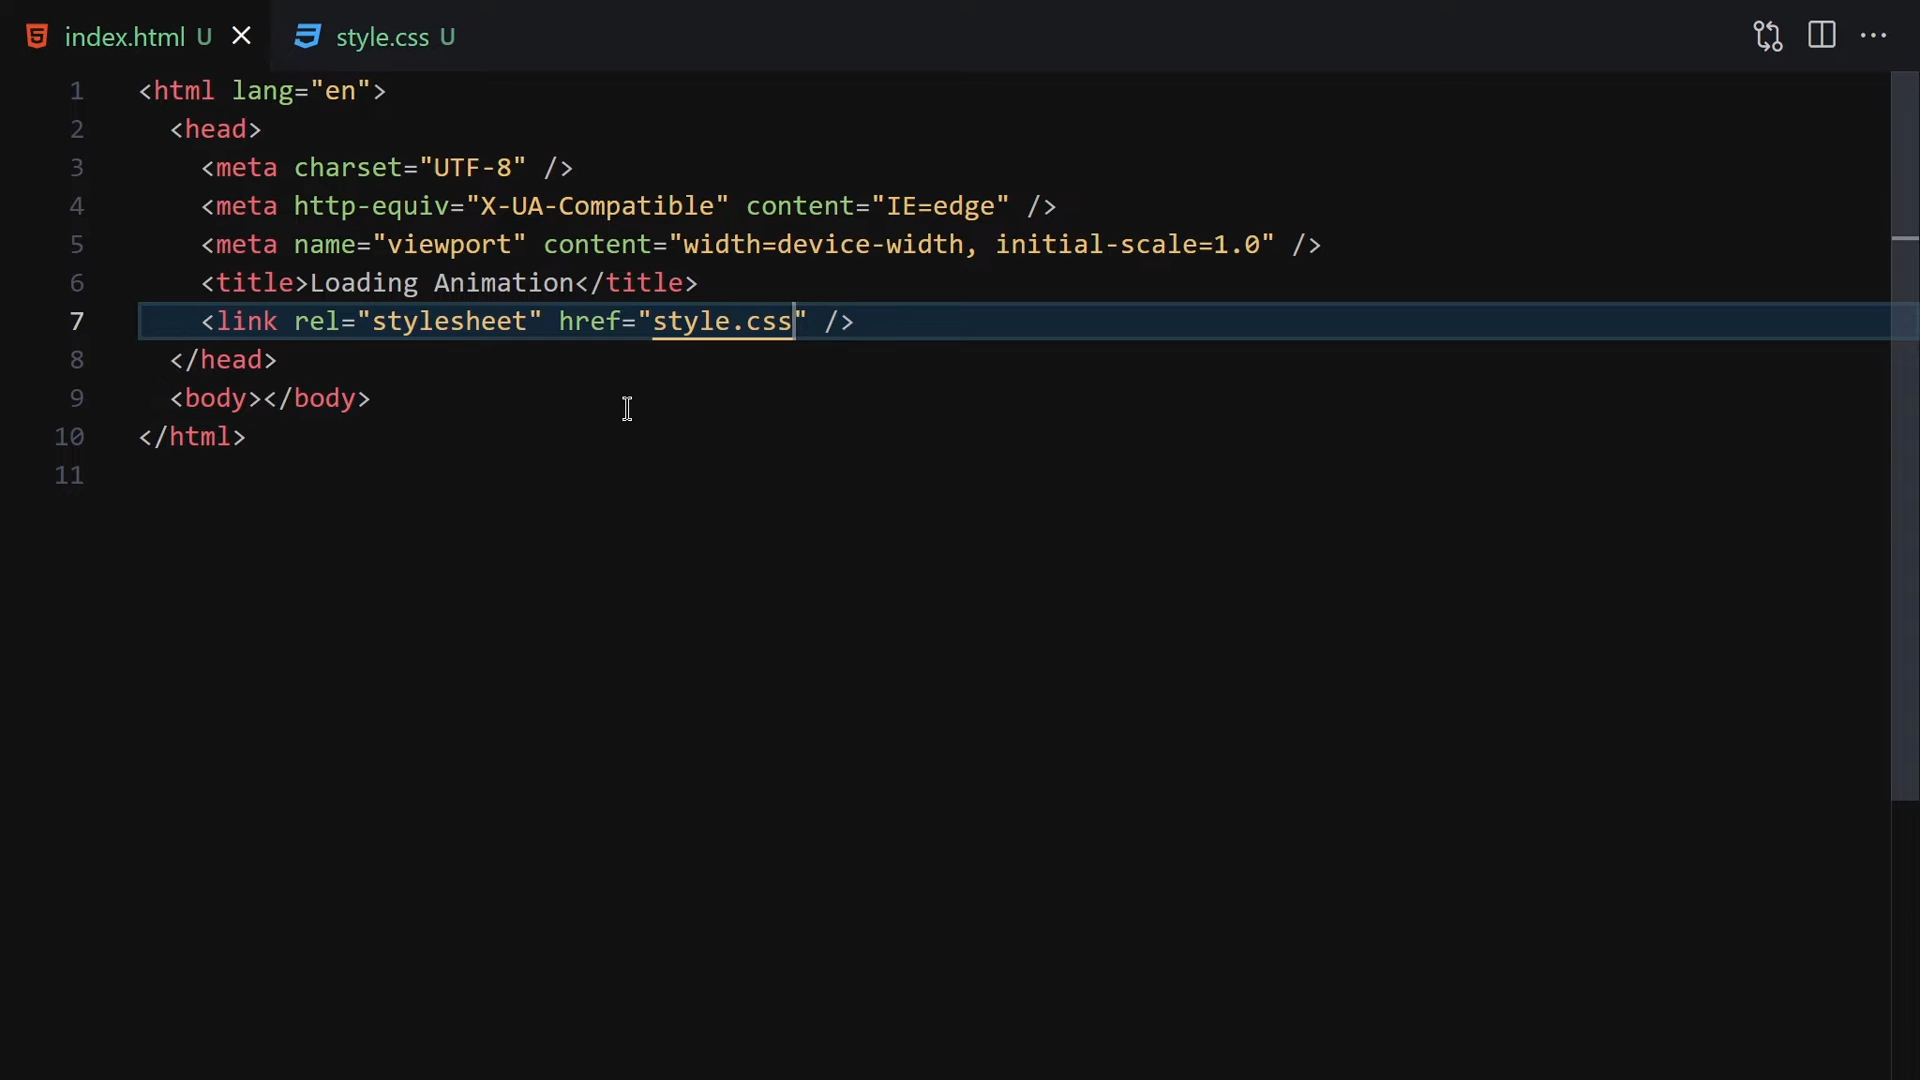 index.html U style.css U
1 <html lang="en">
2 <head>
3 <meta charset="UTF-8" />
4 <meta http-equiv="X-UA-Compatible" content="IE=edge" />
5 <meta name="viewport" content="width=device-width, initial-scale=1.0" />
6 <title>Loading Animation</title>
7 <link rel="stylesheet" href="style.css" />
8 </head>
9 <body></body>
10 </html>
11